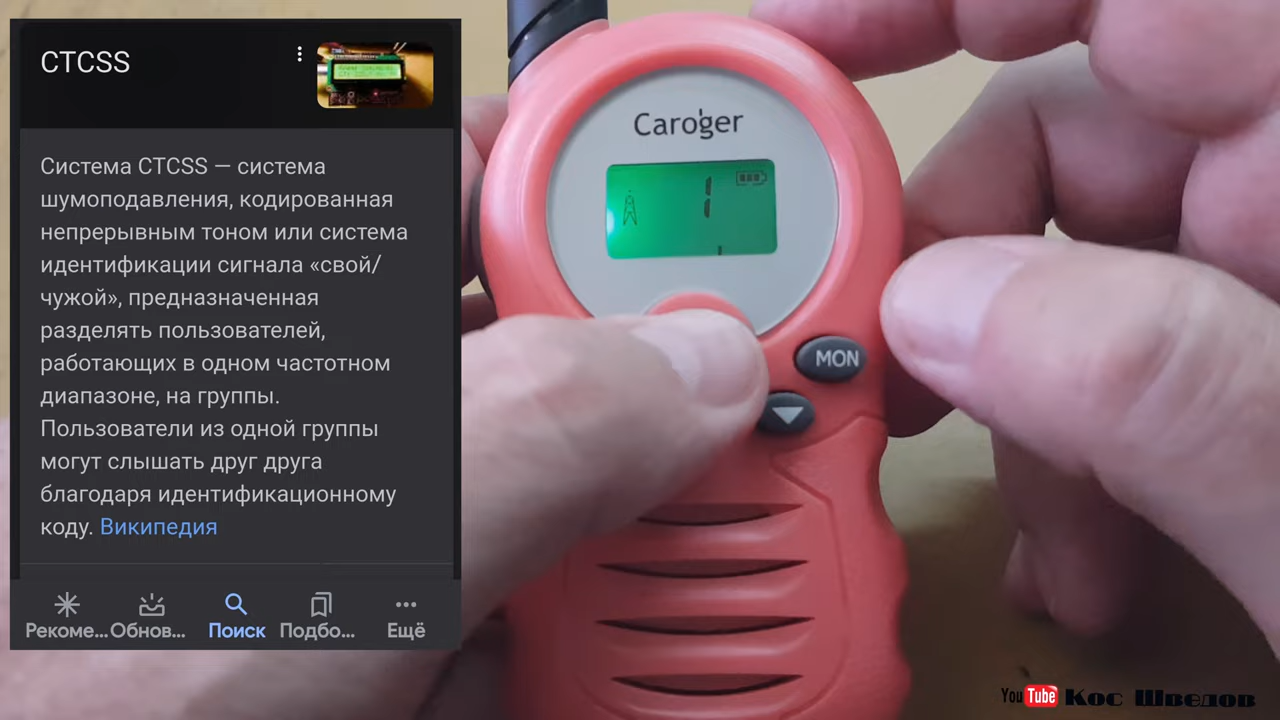 CTCSS
Система CTCSS — система
шумоподавления, кодированная
непрерывным тоном или система
идентификации сигнала «свой/
чужой», предназначенная
разделять пользователей,
работающих в одном частотном
диапазоне, на группы.
Пользователи из одной группы
могут слышать друг друга
благодаря идентификационному
коду. Википедия
Рекоме... Обнов... Поиск Подбо... Ещё
Caroger
1
MON
YouTube Кос Шведов